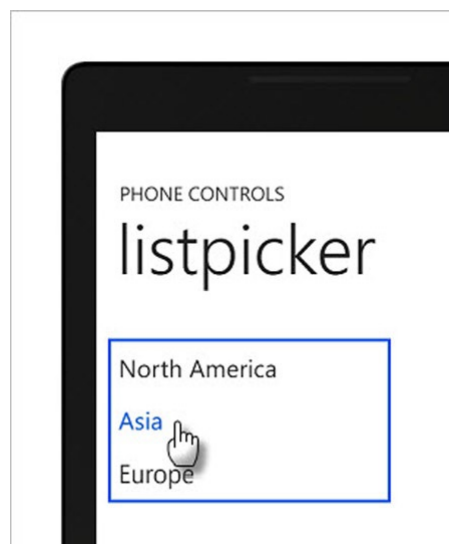 PHONE CONTROLS
listpicker
North America
Asia
Europe